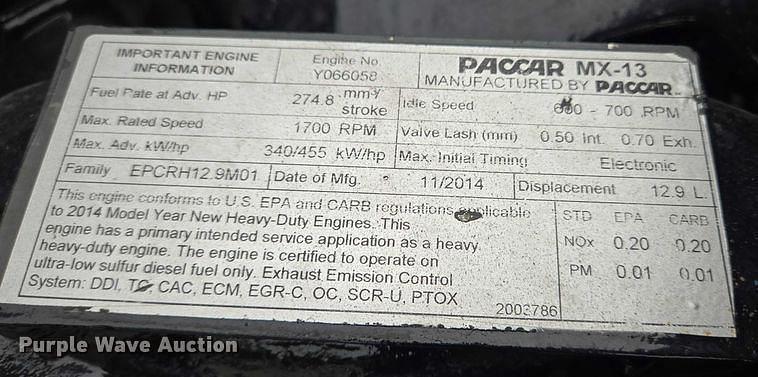 IMPORTANT ENGINE
INFORMATION
Engine No.
Y066058
PACCAR MX-13
MANUFACTURED BY PACCAR
Fuel Rate at Adv. HP
274.8 mm³/
stroke
Idle Speed
600 - 700 RPM
Max. Rated Speed
1700 RPM
Valve Lash (mm)
0.50 Int. 0.70 Exh.
Max. Adv. kW/hp
340/455 kW/hp
Max. Initial Timing
Electronic
Family EPCRH12.9M01
Date of Mfg.
11/2014
Displacement
12.9 L
This engine conforms to U.S. EPA and CARB regulations applicable
to 2014 Model Year New Heavy-Duty Engines. This
engine has a primary intended service application as a heavy
heavy-duty engine. The engine is certified to operate on
ultra-low sulfur diesel fuel only. Exhaust Emission Control
System: DDI, TC, CAC, ECM, EGR-C, OC, SCR-U, PTOX
STD EPA CARB
NOx 0.20 0.20
PM 0.01 0.01
2003786
Purple Wave Auction